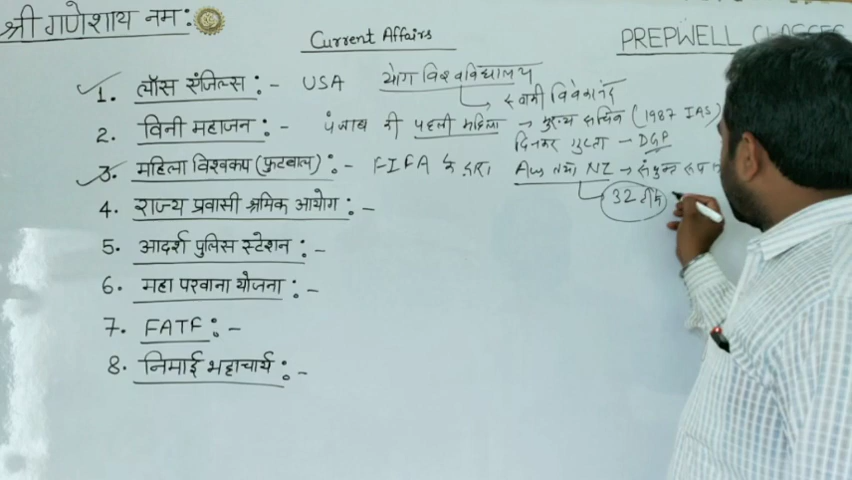 श्री गणेशाय नमः
Current Affairs
PREPWELL CLASSES
1. लॉस एंजिल्स :- USA योग विश्वविद्यालय
→ स्वामी विवेकानंद
2. विनी महाजन :- पंजाब की पहली महिला → मुख्य सचिव (1987 IAS)
दिनकर गुप्ता - DGP
3. महिला विश्वकप (फुटबाल) :- FIFA के द्वारा Aus तथा NZ → संयुक्त रूप
32 टीमें
4. राज्य प्रवासी श्रमिक आयोग :-
5. आदर्श पुलिस स्टेशन :-
6. महा परवाना योजना :-
7. FATF :-
8. निमाई भट्टाचार्य :-